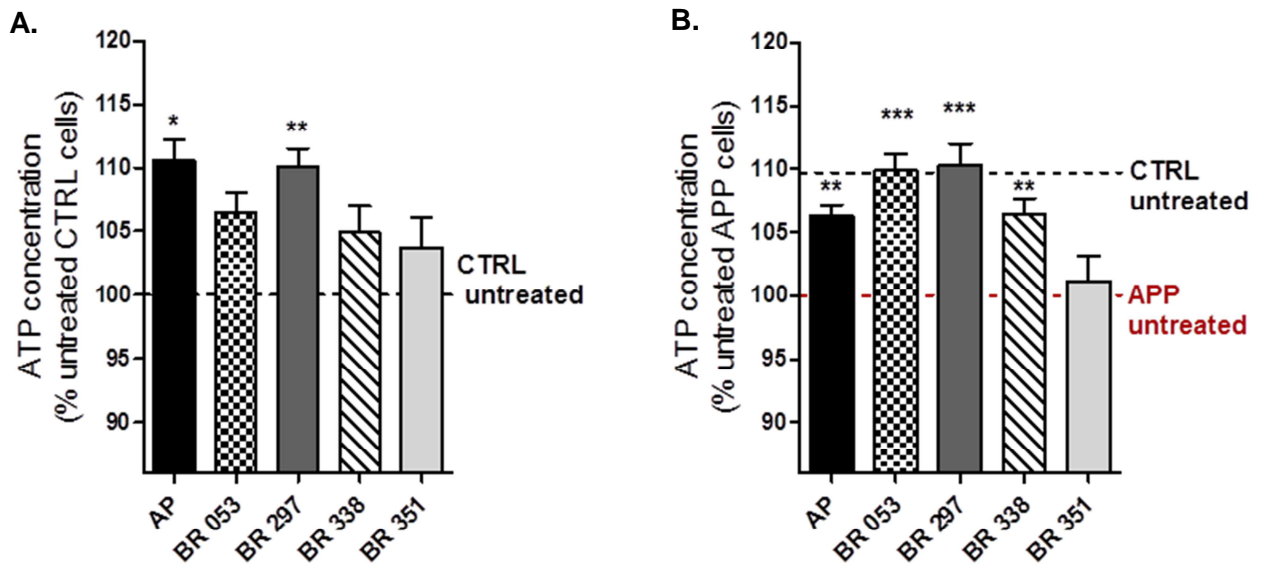 A.
ATP concentration
(% untreated CTRL cells)
120
115
110
105
100
95
90
*
**
CTRL
untreated
AP
BR 053
BR 297
BR 338
BR 351
B.
ATP concentration
(% untreated APP cells)
120
115
110
105
100
95
90
**
***
***
**
CTRL
untreated
APP
untreated
AP
BR 053
BR 297
BR 338
BR 351